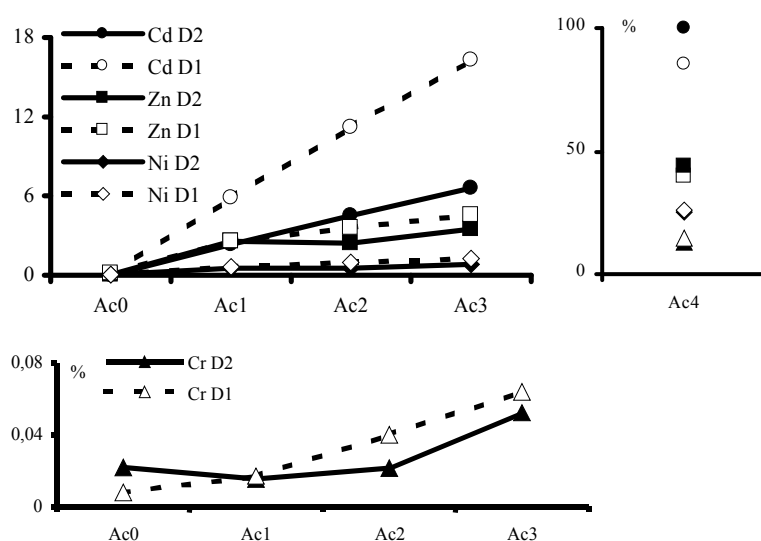 18
12
6
0
Cd D2
Cd D1
Zn D2
Zn D1
Ni D2
Ni D1
Ac0 Ac1 Ac2 Ac3
100
50
0
%
Ac4
0,08
0,04
0
%
Cr D2
Cr D1
Ac0 Ac1 Ac2 Ac3